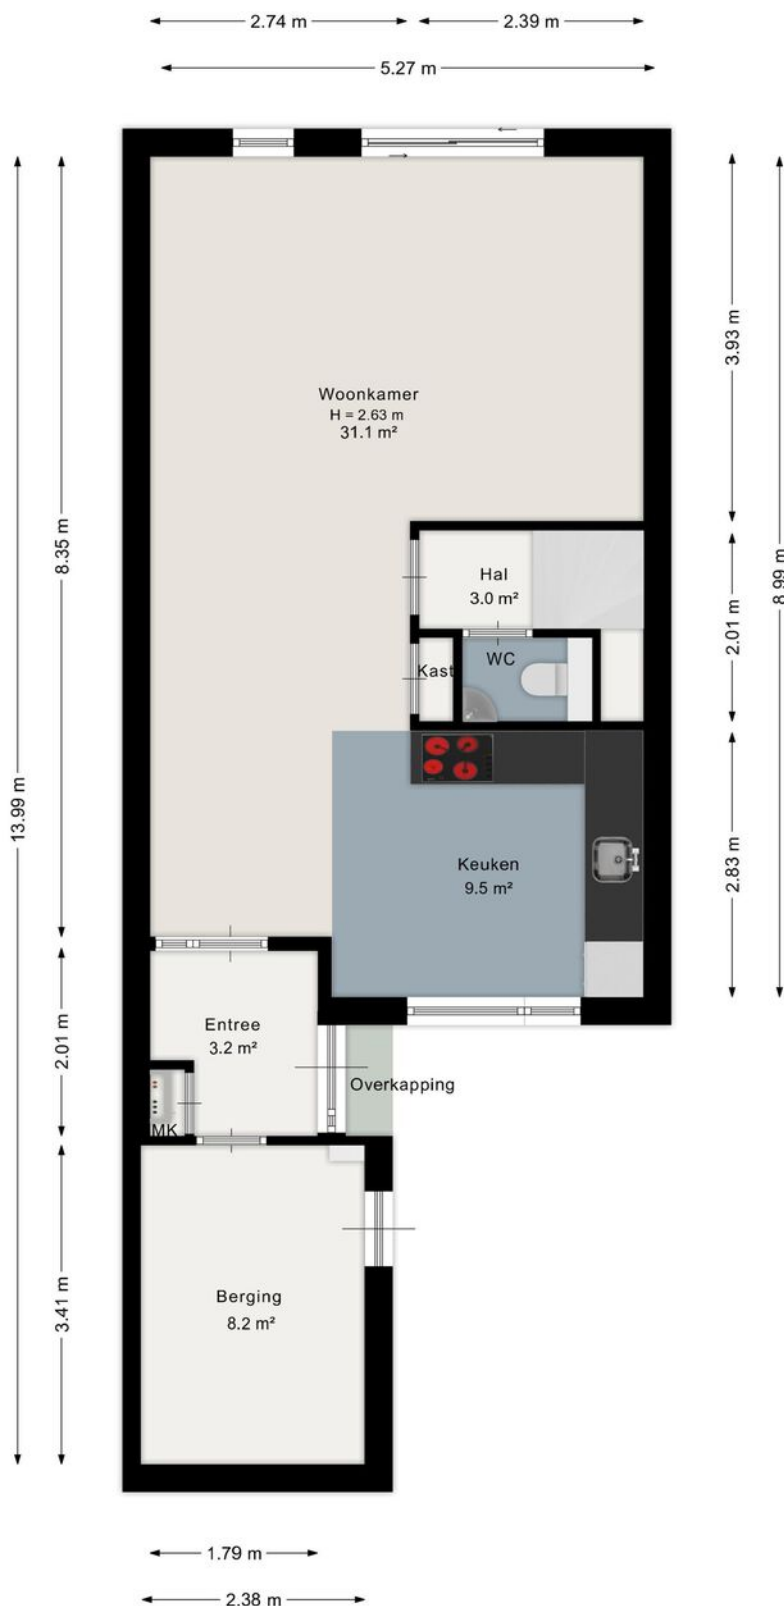 2.74 m
2.39 m
5.27 m
Woonkamer
H = 2.63 m
31.1 m²
3.93 m
8.35 m
Hal
3.0 m²
2.01 m
8.99 m
WC
Kast
13.99 m
Keuken
9.5 m²
2.83 m
Entree
3.2 m²
2.01 m
Overkapping
MK
Berging
8.2 m²
3.41 m
1.79 m
2.38 m